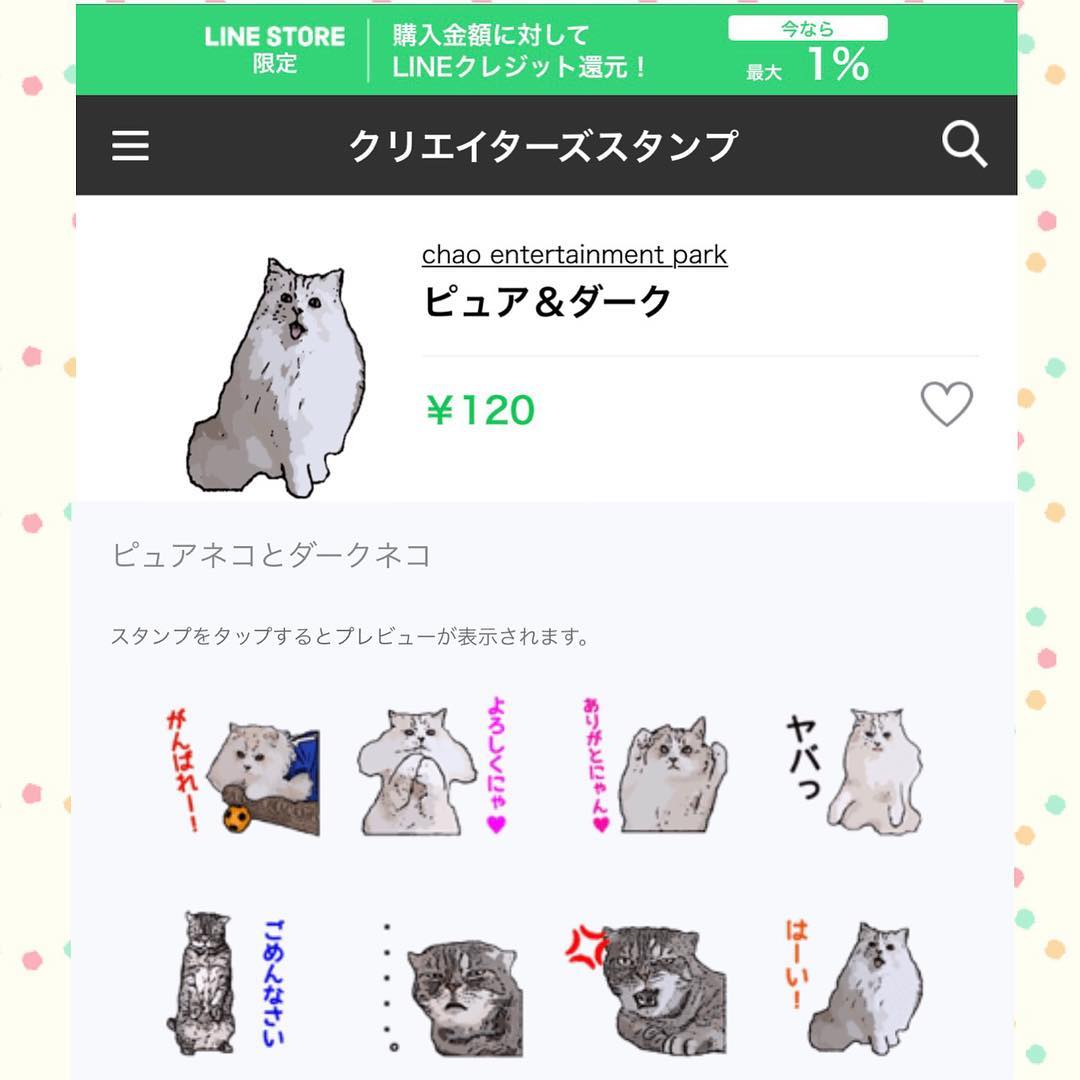 LINE STORE
限定
購入金額に対して
LINEクレジット還元！
今なら
最大 1%
クリエイターズスタンプ
chao entertainment park
ピュア＆ダーク
￥120
ピュアネコとダークネコ
スタンプをタップするとプレビューが表示されます。
がんばれー！
よろしくにゃ♥
ありがとにゃん♥
ヤバっ
ごめんなさい
・・・・・・。
はーい！